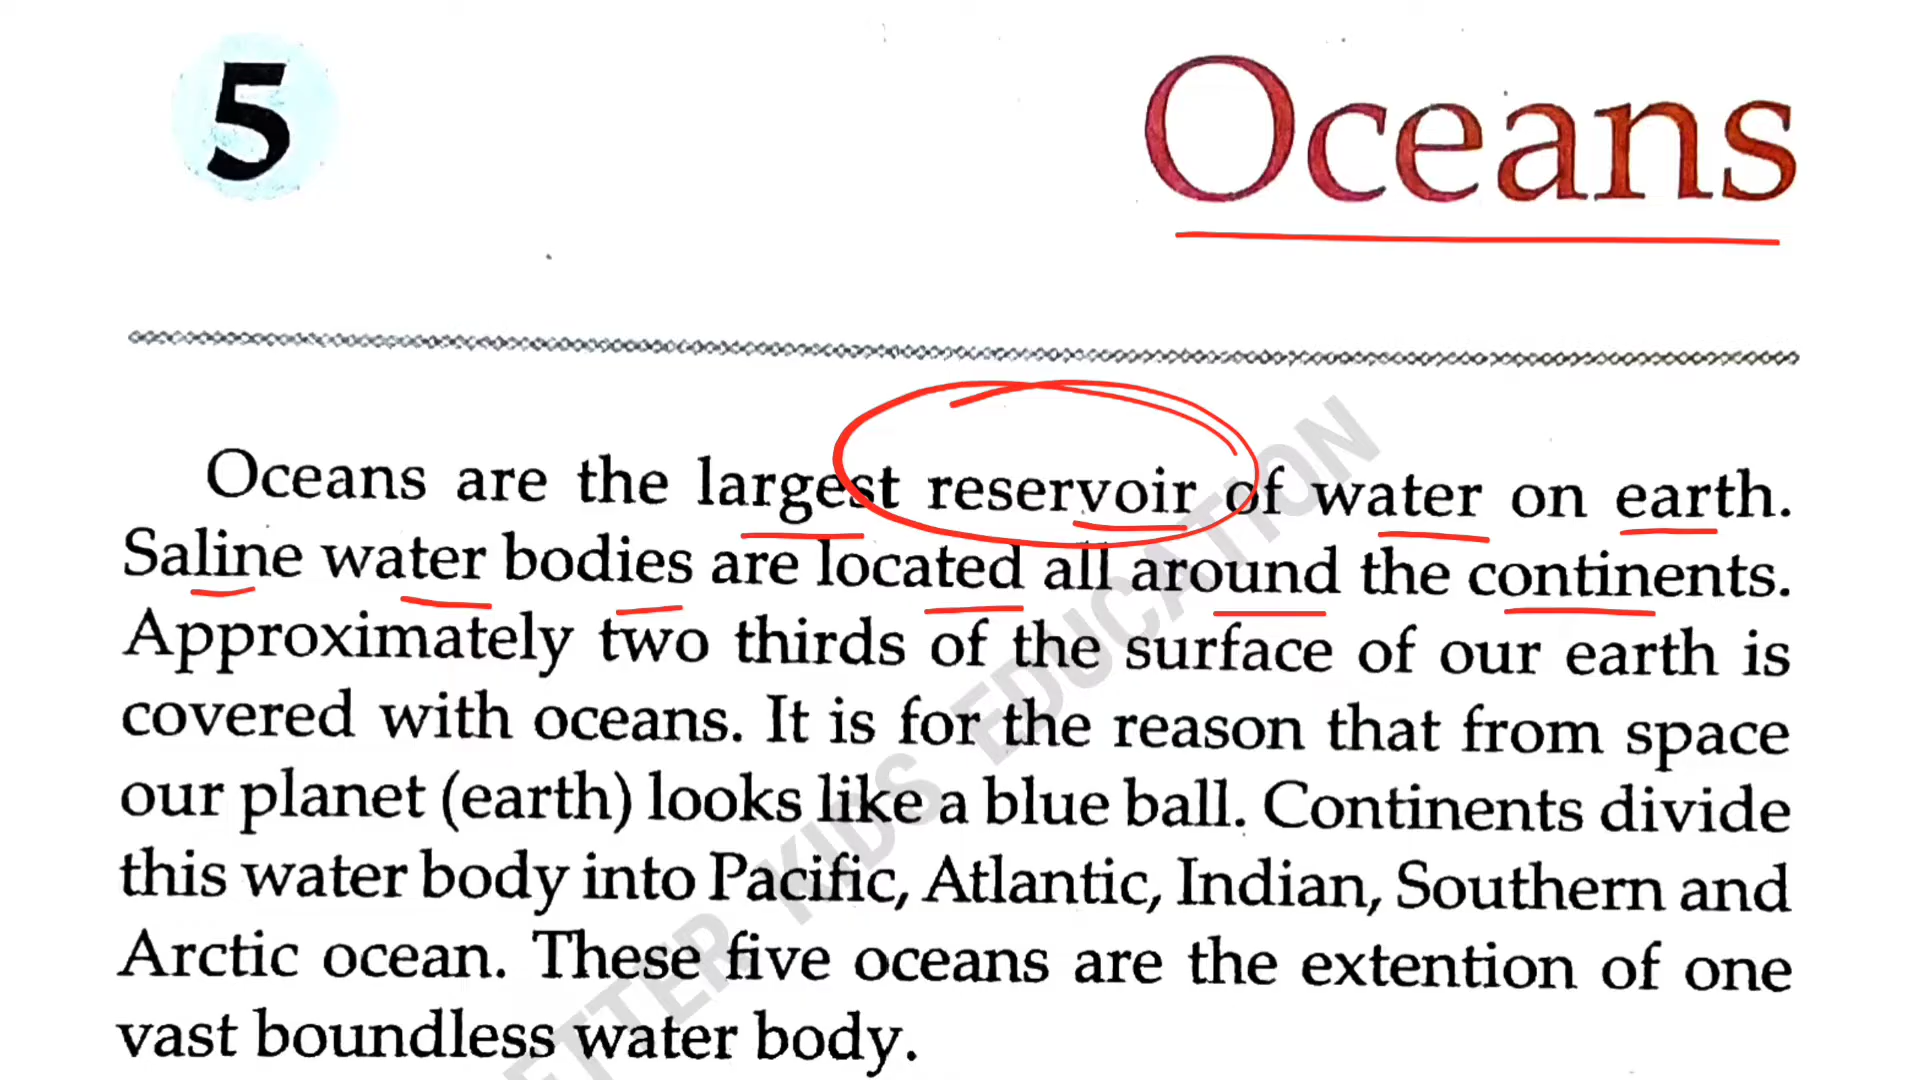 5
Oceans
Oceans are the largest reservoir of water on earth.
Saline water bodies are located all around the continents.
Approximately two thirds of the surface of our earth is
covered with oceans. It is for the reason that from space
our planet (earth) looks like a blue ball. Continents divide
this water body into Pacific, Atlantic, Indian, Southern and
Arctic ocean. These five oceans are the extention of one
vast boundless water body.
KIDS EDUCATION